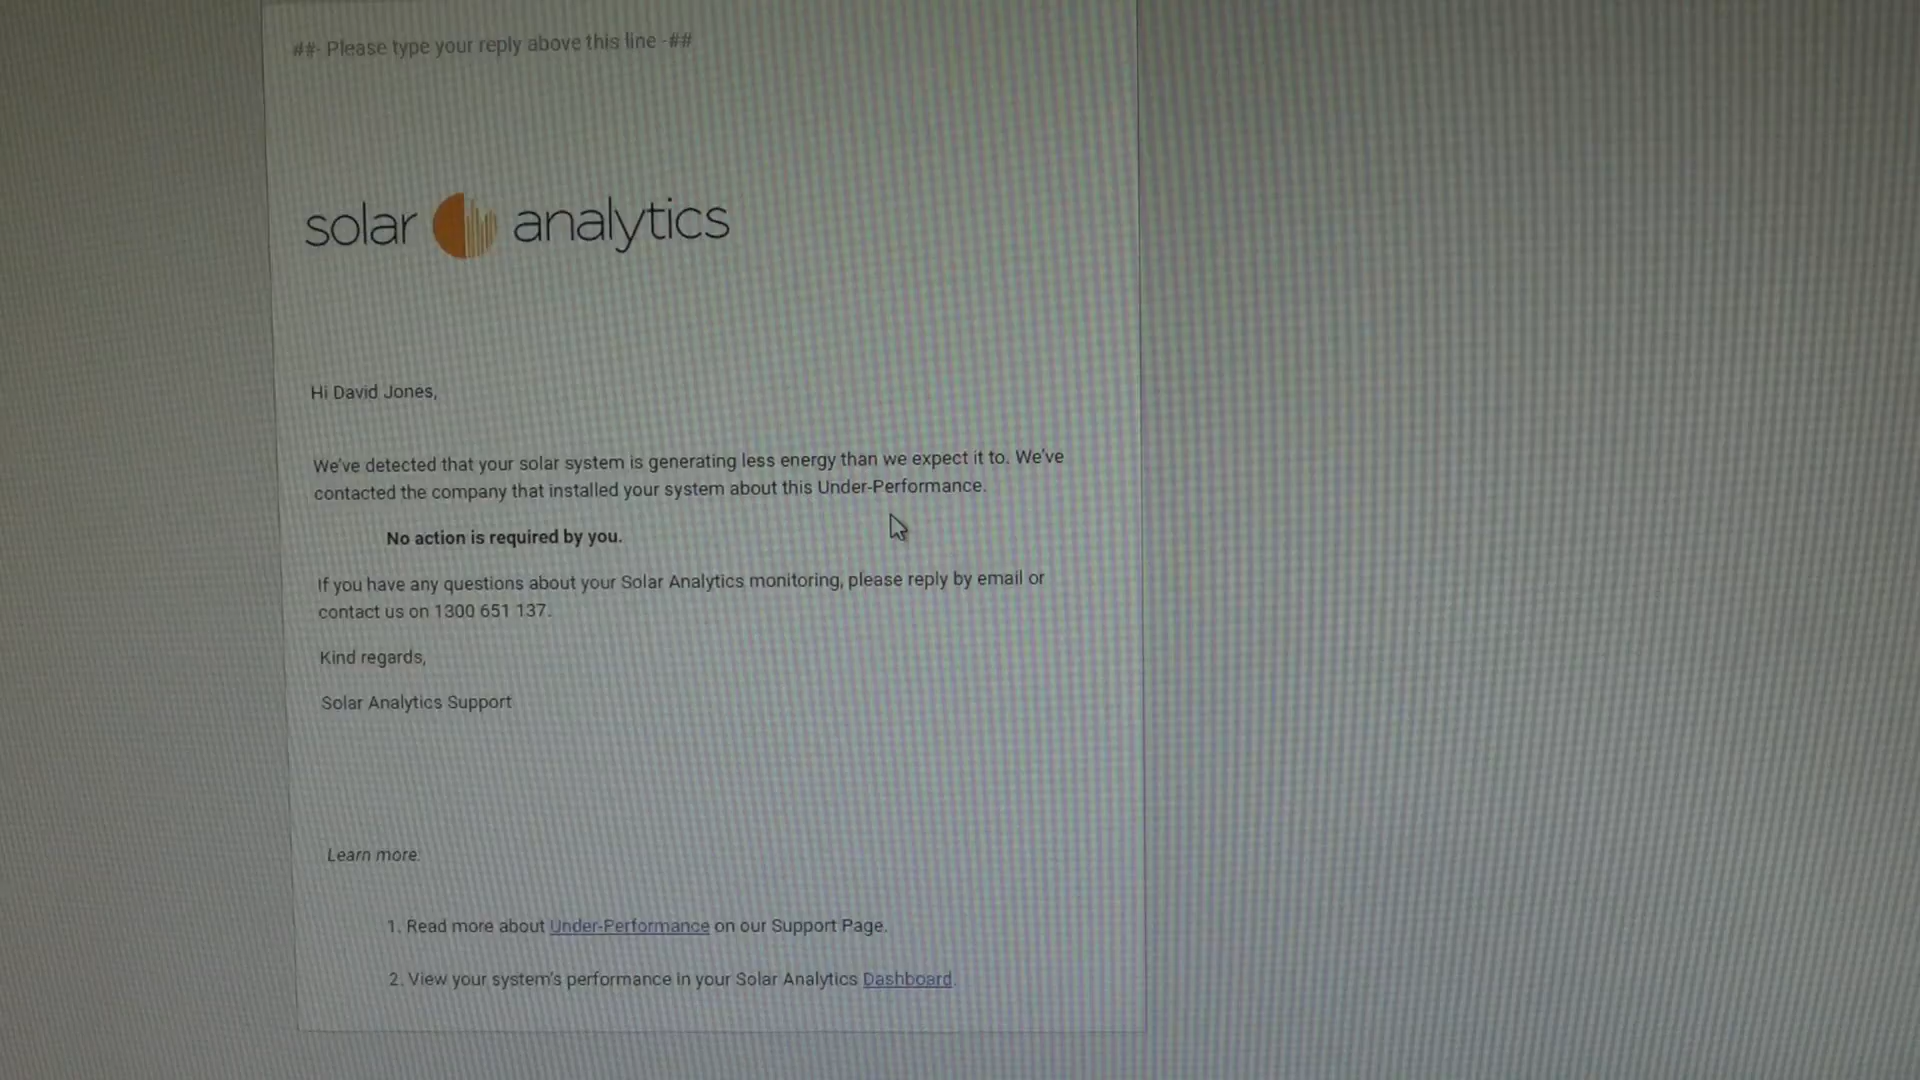 ##- Please type your reply above this line -##
solar analytics
Hi David Jones,
We've detected that your solar system is generating less energy than we expect it to. We've
contacted the company that installed your system about this Under-Performance.
No action is required by you.
If you have any questions about your Solar Analytics monitoring, please reply by email or
contact us on 1300 651 137.
Kind regards,
Solar Analytics Support
Learn more:
1. Read more about Under-Performance on our Support Page.
2. View your system's performance in your Solar Analytics Dashboard.